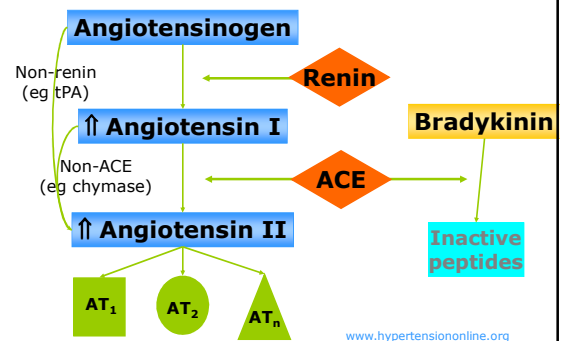 Angiotensinogen
Non-renin
(eg tPA)
Renin
⇑ Angiotensin I
Bradykinin
Non-ACE
(eg chymase)
ACE
⇑ Angiotensin II
Inactive
peptides
AT₁
AT₂
ATₙ
www.hypertensiononline.org